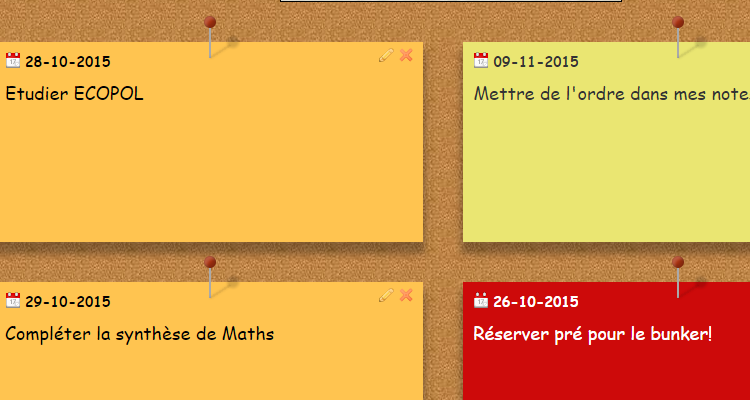 28-10-2015
Etudier ECOPOL
09-11-2015
Mettre de l'ordre dans mes note
29-10-2015
Compléter la synthèse de Maths
26-10-2015
Réserver pré pour le bunker!